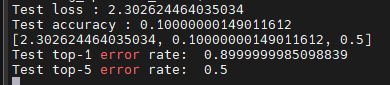 Test loss : 2.302624464035034
Test accuracy : 0.10000000149011612
[2.302624464035034, 0.10000000149011612, 0.5]
Test top-1 error rate:  0.8999999985098839
Test top-5 error rate:  0.5